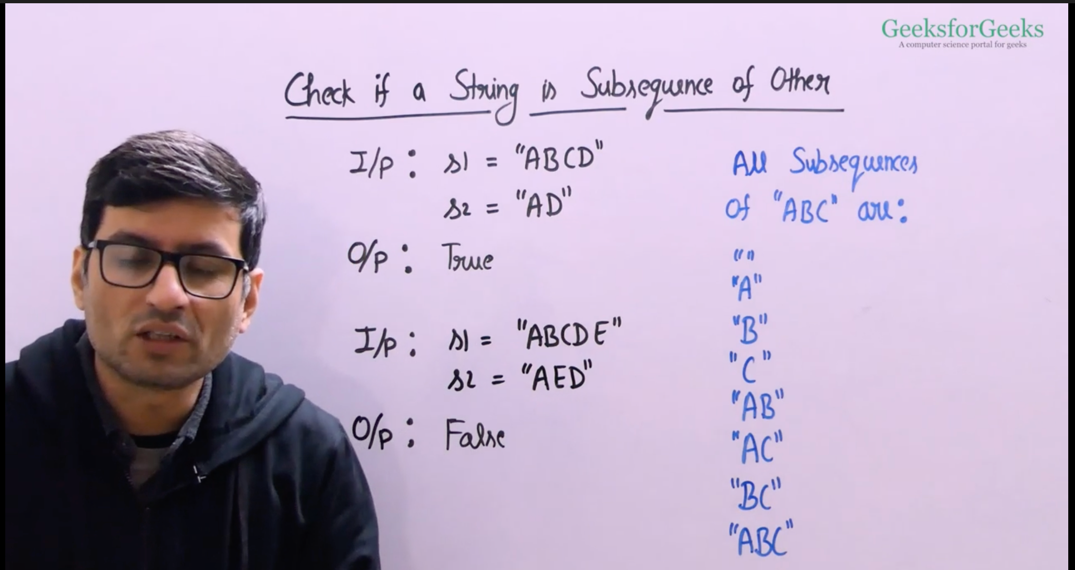 GeeksforGeeks
A computer science portal for geeks
Check if a String is Subsequence of Other
I/p : s1 = "ABCD"
s2 = "AD"
O/p : True
I/p : s1 = "ABCDE"
s2 = "AED"
O/p : False
All Subsequences
Of "ABC" are:
""
"A"
"B"
"C"
"AB"
"AC"
"BC"
"ABC"